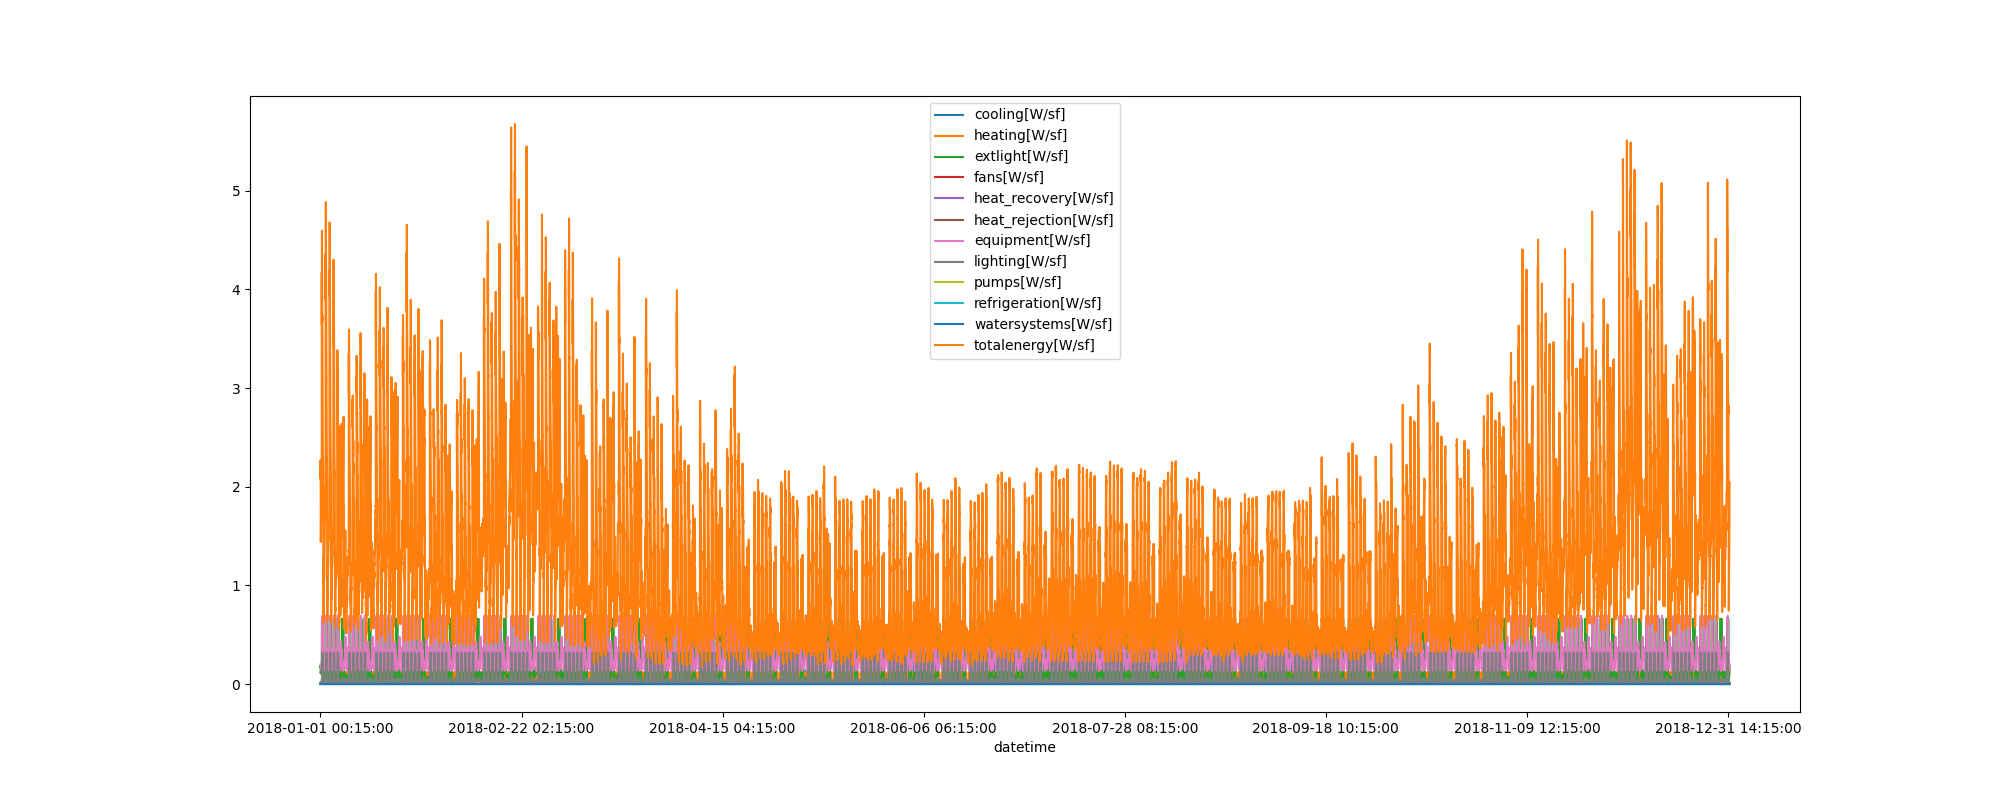 cooling[W/sf]
heating[W/sf]
extlight[W/sf]
fans[W/sf]
heat_recovery[W/sf]
heat_rejection[W/sf]
equipment[W/sf]
lighting[W/sf]
pumps[W/sf]
refrigeration[W/sf]
watersystems[W/sf]
totalenergy[W/sf]
5
4
3
2
1
0
2018-01-01 00:15:00 2018-02-22 02:15:00 2018-04-15 04:15:00 2018-06-06 06:15:00 2018-07-28 08:15:00 2018-09-18 10:15:00 2018-11-09 12:15:00 2018-12-31 14:15:00
datetime